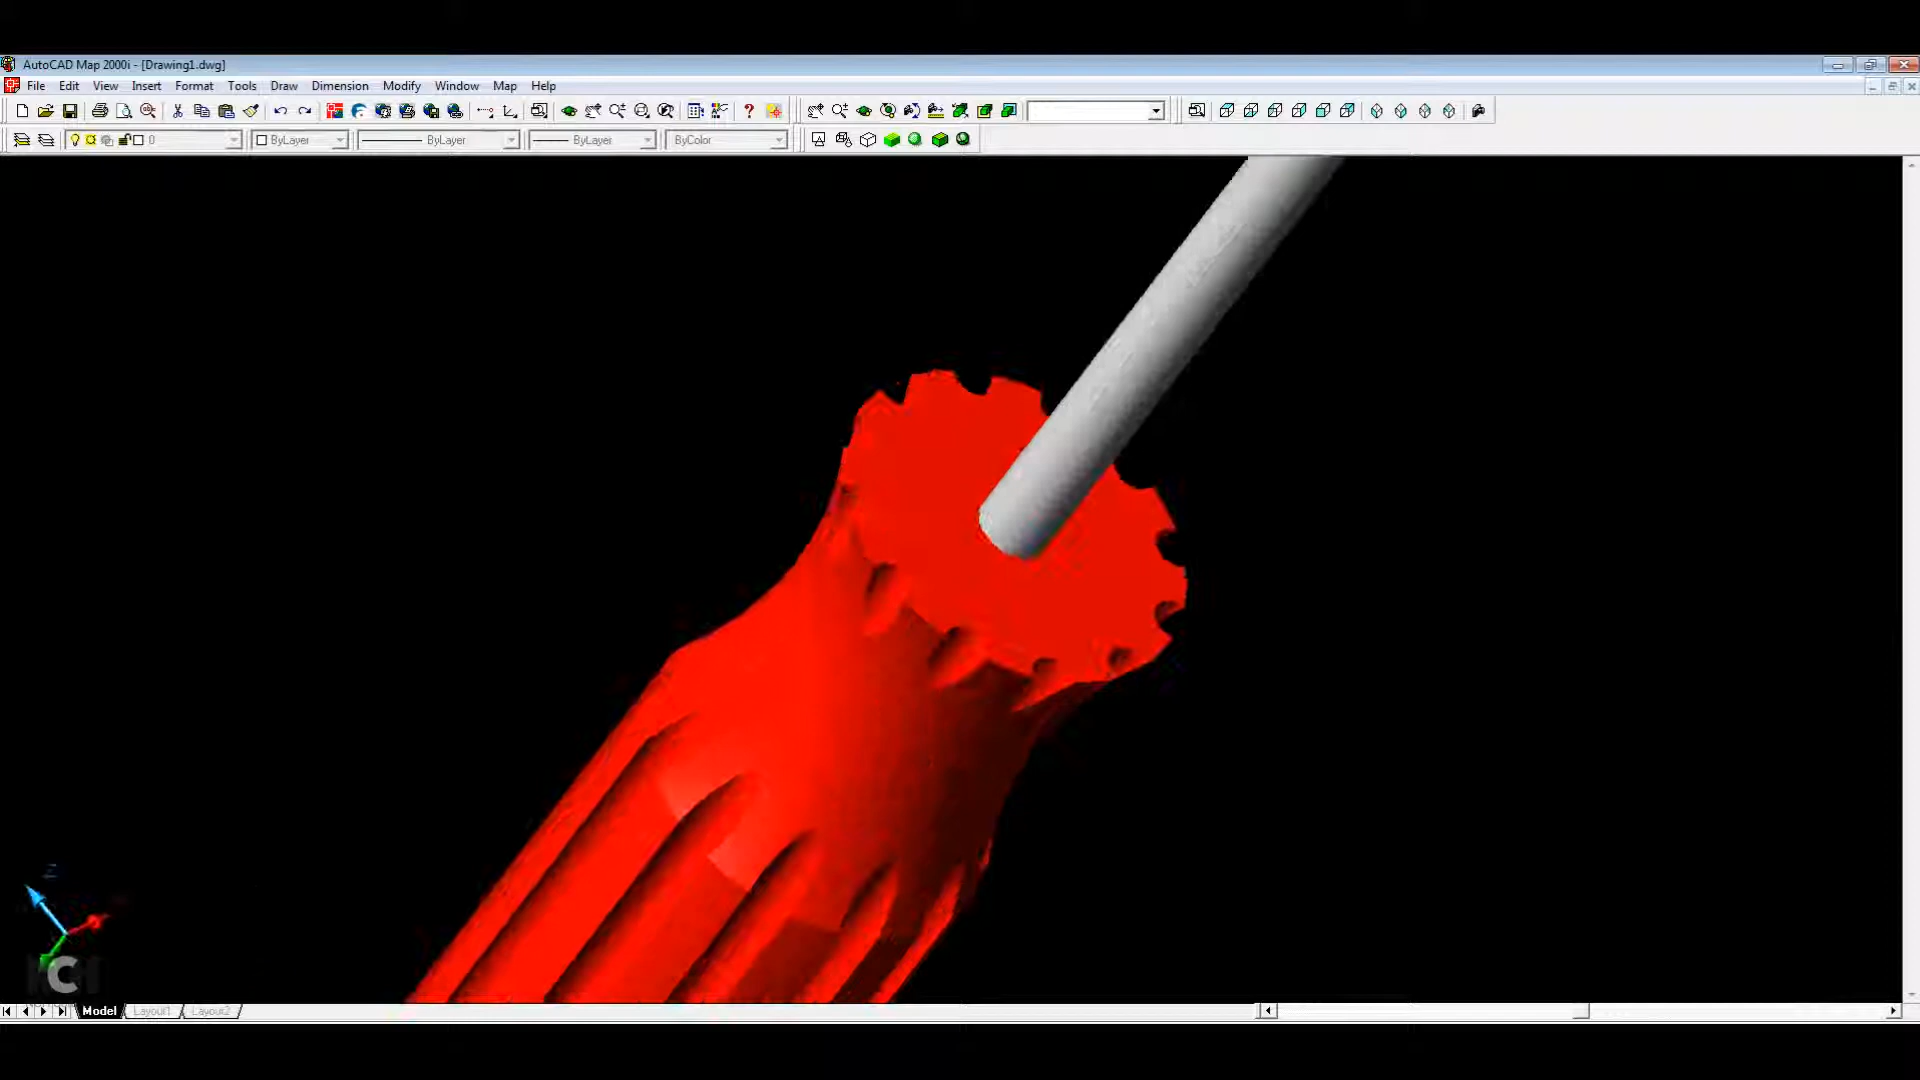 AutoCAD Map 2000i - [Drawing1.dwg]
File Edit View Insert Format Tools Draw Dimension Modify Copy Window Map Help
0 ByLayer ByLayer ByLayer ByColor
Z
Model Layout1 Layout2